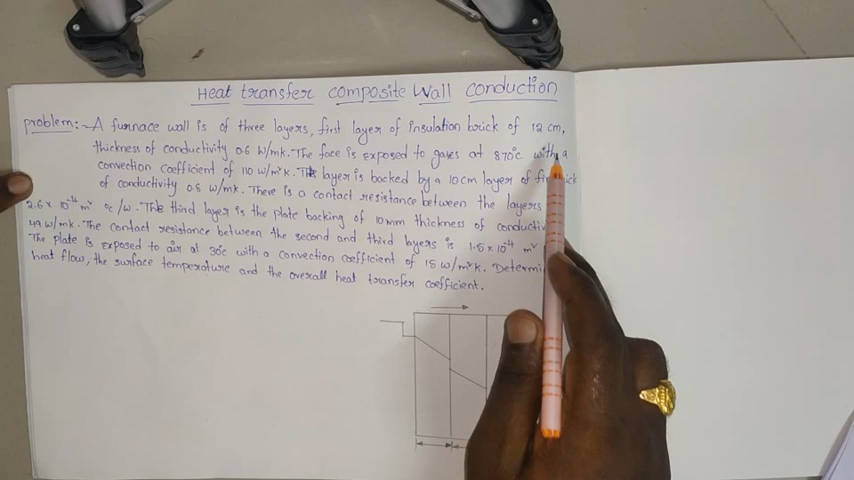 Heat transfer composite Wall conduction
problem:- A furnace wall is of three layers, first layer of insulation brick of 12 cm,
thickness of conductivity 0.6 W/mk. The face is exposed to gases at 870°c with a
convection coefficient of 110 W/m²k. The layer is backed by a 10cm layer of
of conductivity 0.8 W/mk. There is a contact resistance between the layers
2.6 x 10⁻⁴ m² °c/w. The third layer is the plate backing of 10mm thickness of
49 W/mk. The contact resistance between the second and third layers is 1.5 x 10⁻⁴ m²
The plate is exposed to air at 30°c with a convection coefficient of 15 W/m²k.
heat flow, the surface temperature and the overall heat transfer coefficient.